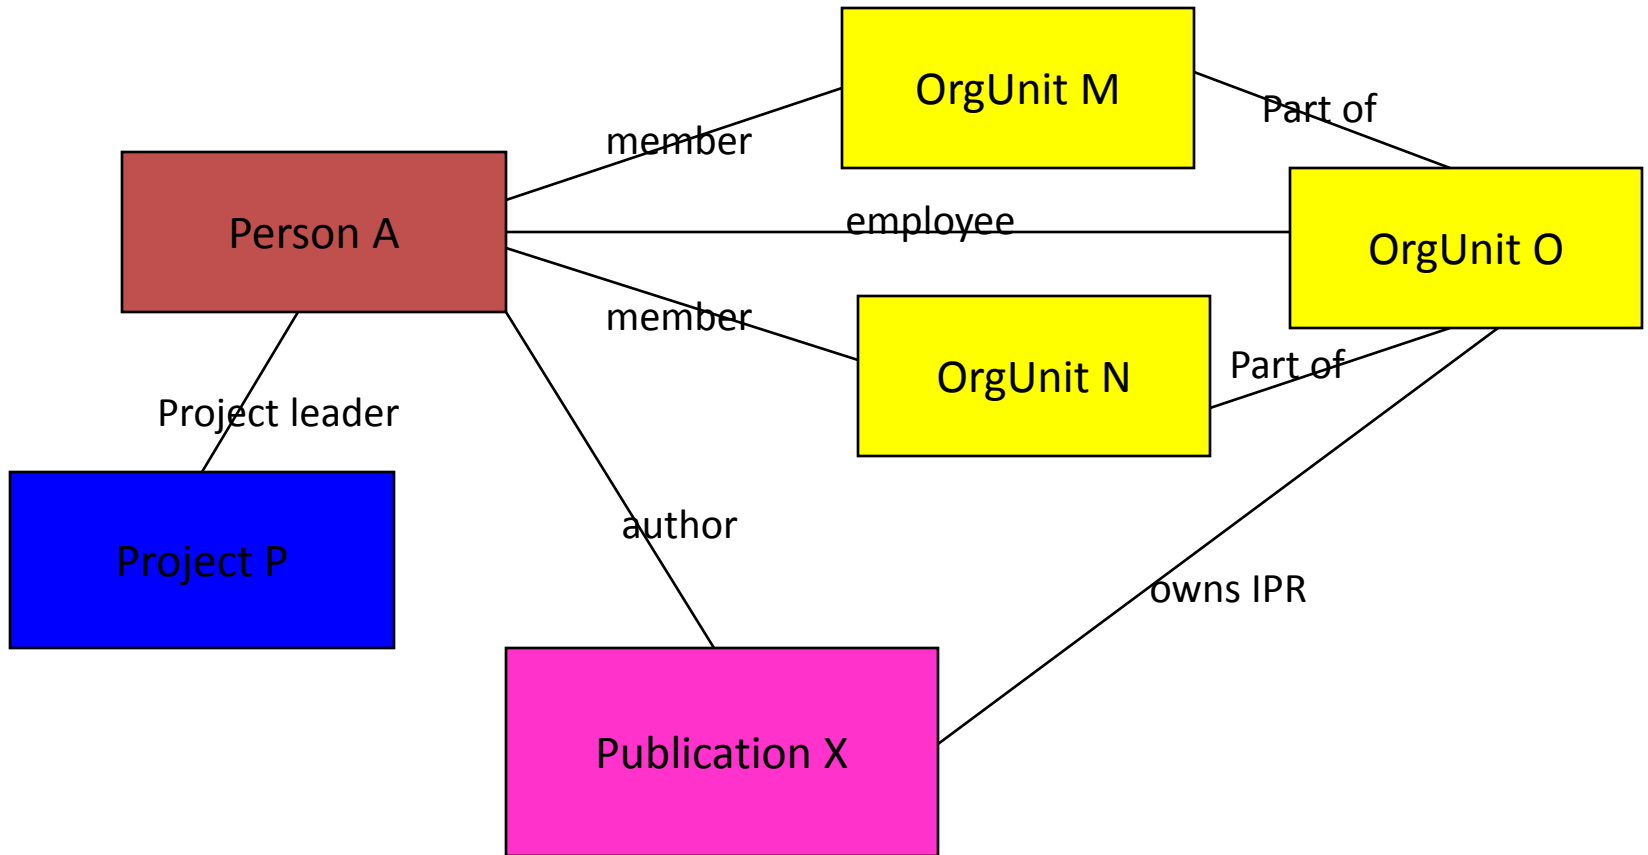 OrgUnit M
Part of
member
employee
Person A
OrgUnit O
member
OrgUnit N
Part of
Project leader
author
Project P
owns IPR
Publication X